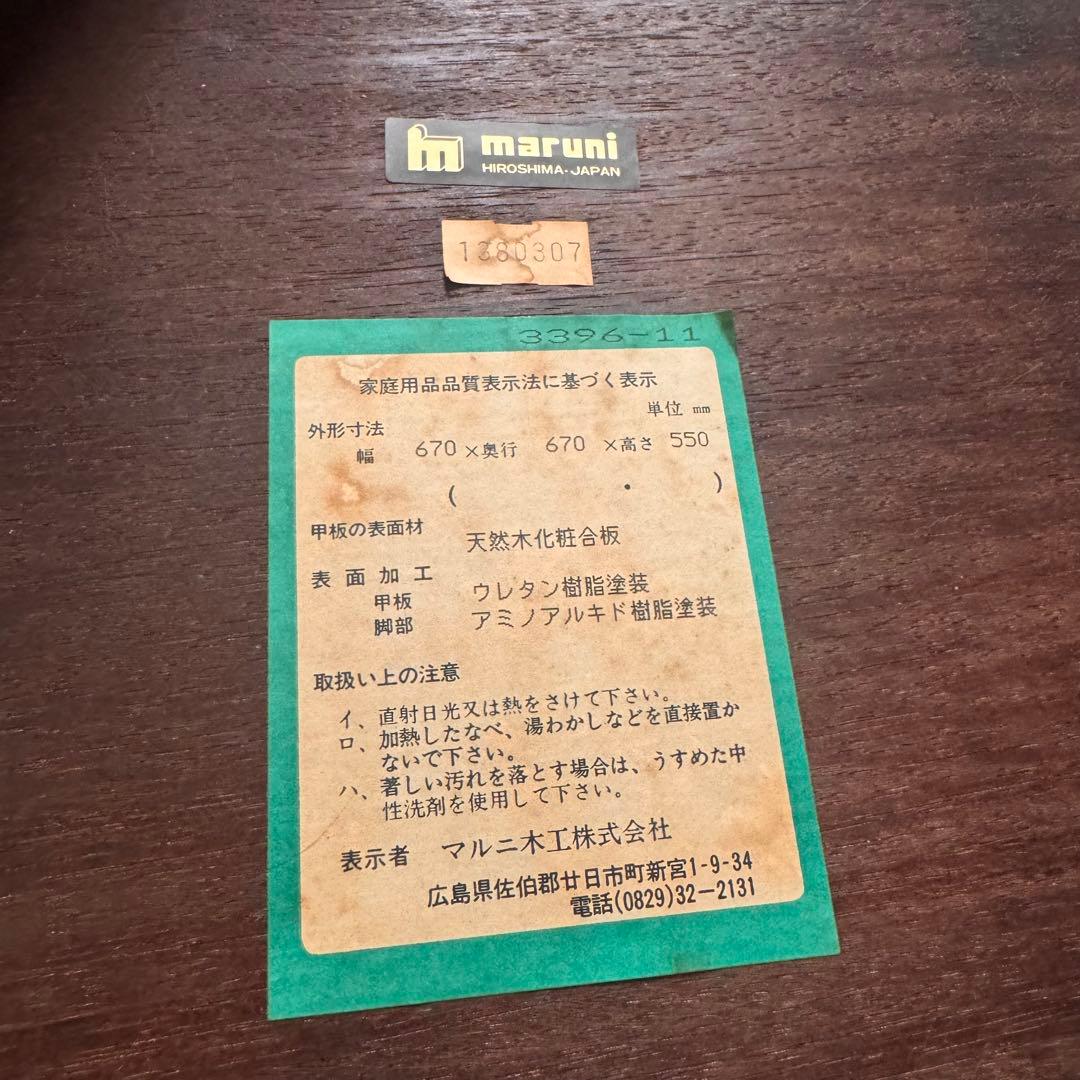 m maruni
HIROSHIMA-JAPAN
1380307
3396-11
家庭用品品質表示法に基づく表示
単位 mm
外形寸法
幅 670 ×奥行 670 ×高さ 550
( ・ )
甲板の表面材 天然木化粧合板
表面加工
甲板 ウレタン樹脂塗装
脚部 アミノアルキド樹脂塗装
取扱い上の注意
イ、直射日光又は熱をさけて下さい。
ロ、加熱したなべ、湯わかしなどを直接置か
ないで下さい。
ハ、著しい汚れを落とす場合は、うすめた中
性洗剤を使用して下さい。
表示者 マルニ木工株式会社
広島県佐伯郡廿日市町新宮1-9-34
電話(0829)32-2131